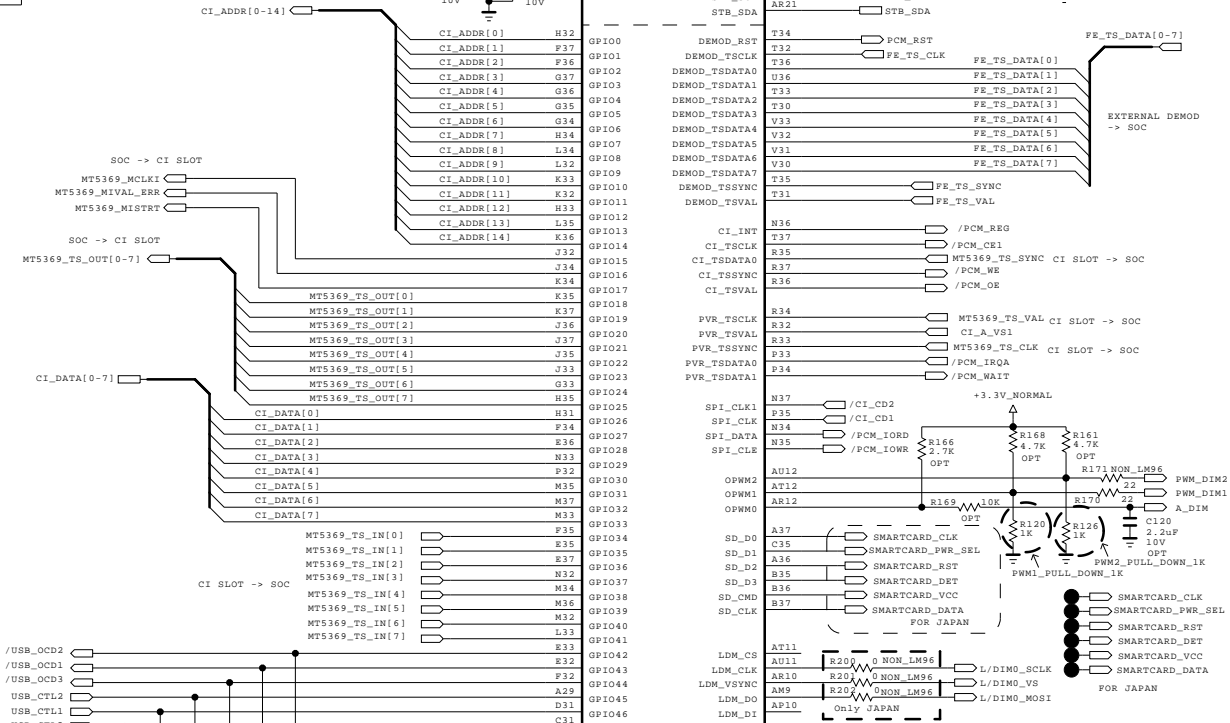 10V
10V
CI_ADDR[0-14]
CI_ADDR[0] H32 GPIO0
CI_ADDR[1] F37 GPIO1
CI_ADDR[2] F36 GPIO2
CI_ADDR[3] G37 GPIO3
CI_ADDR[4] G36 GPIO4
CI_ADDR[5] G35 GPIO5
CI_ADDR[6] G34 GPIO6
CI_ADDR[7] H34 GPIO7
CI_ADDR[8] L34 GPIO8
CI_ADDR[9] L32 GPIO9
CI_ADDR[10] K33 GPIO10
CI_ADDR[11] K32 GPIO11
CI_ADDR[12] H33 GPIO12
CI_ADDR[13] L35 GPIO13
CI_ADDR[14] K36 GPIO14
SOC -> CI SLOT
MT5369_MCLKI
MT5369_MIVAL_ERR
MT5369_MISTRT
J32 GPIO15
J34 GPIO16
K34 GPIO17
SOC -> CI SLOT
MT5369_TS_OUT[0-7]
MT5369_TS_OUT[0] K35 GPIO18
MT5369_TS_OUT[1] K37 GPIO19
MT5369_TS_OUT[2] J36 GPIO20
MT5369_TS_OUT[3] J37 GPIO21
MT5369_TS_OUT[4] J35 GPIO22
MT5369_TS_OUT[5] J33 GPIO23
MT5369_TS_OUT[6] G33 GPIO24
MT5369_TS_OUT[7] H35 GPIO25
CI_DATA[0-7]
CI_DATA[0] H31 GPIO26
CI_DATA[1] F34 GPIO27
CI_DATA[2] E36 GPIO28
CI_DATA[3] N33 GPIO29
CI_DATA[4] P32 GPIO30
CI_DATA[5] M35 GPIO31
CI_DATA[6] M37 GPIO32
CI_DATA[7] M33 GPIO33
MT5369_TS_IN[0] F35 GPIO34
MT5369_TS_IN[1] E35 GPIO35
MT5369_TS_IN[2] E37 GPIO36
MT5369_TS_IN[3] N32 GPIO37
CI SLOT -> SOC
MT5369_TS_IN[4] M34 GPIO38
MT5369_TS_IN[5] M36 GPIO39
MT5369_TS_IN[6] M32 GPIO40
MT5369_TS_IN[7] L33 GPIO41
/USB_OCD2 E33 GPIO42
/USB_OCD1 E32 GPIO43
/USB_OCD3 F32 GPIO44
USB_CTL2 A29 GPIO45
USB_CTL1 D31 GPIO46
C31
STB_SDA AR21 STB_SDA
DEMOD_RST T34 PCM_RST
DEMOD_TSCLK T32 FE_TS_CLK
FE_TS_DATA[0-7]
DEMOD_TSDATA0 T36 FE_TS_DATA[0]
DEMOD_TSDATA1 U36 FE_TS_DATA[1]
DEMOD_TSDATA2 T33 FE_TS_DATA[2]
DEMOD_TSDATA3 T30 FE_TS_DATA[3]
DEMOD_TSDATA4 V33 FE_TS_DATA[4]
DEMOD_TSDATA5 V32 FE_TS_DATA[5]
DEMOD_TSDATA6 V31 FE_TS_DATA[6]
DEMOD_TSDATA7 V30 FE_TS_DATA[7]
EXTERNAL DEMOD
-> SOC
DEMOD_TSSYNC T35 FE_TS_SYNC
DEMOD_TSVAL T31 FE_TS_VAL
CI_INT N36 /PCM_REG
CI_TSCLK T37 /PCM_CE1
CI_TSDATA0 R35 MT5369_TS_SYNC CI SLOT -> SOC
CI_TSSYNC R37 /PCM_WE
CI_TSVAL R36 /PCM_OE
PVR_TSCLK R34 MT5369_TS_VAL CI SLOT -> SOC
PVR_TSVAL R32 CI_A_VS1
PVR_TSSYNC R33 MT5369_TS_CLK CI SLOT -> SOC
PVR_TSDATA0 P33 /PCM_IRQA
PVR_TSDATA1 P34 /PCM_WAIT
SPI_CLK1 N37 /CI_CD2
SPI_CLK P35 /CI_CD1
SPI_DATA N34 /PCM_IORD
SPI_CLE N35 /PCM_IOWR
+3.3V_NORMAL
R166
2.7K
OPT
R168
4.7K
OPT
R161
4.7K
OPT
OPWM2 AU12 R171 NON_LM96 PWM_DIM2
OPWM1 AT12 22 PWM_DIM1
OPWM0 AR12 R169 10K OPT R170 22 A_DIM
R120
1K
R126
1K
C120
2.2uF
10V
OPT
PWM2_PULL_DOWN_1K
PWM1_PULL_DOWN_1K
SD_D0 A37 SMARTCARD_CLK
SD_D1 C35 SMARTCARD_PWR_SEL
SD_D2 A36 SMARTCARD_RST
SD_D3 B35 SMARTCARD_DET
SD_CMD B36 SMARTCARD_VCC
SD_CLK B37 SMARTCARD_DATA
FOR JAPAN
SMARTCARD_CLK
SMARTCARD_PWR_SEL
SMARTCARD_RST
SMARTCARD_DET
SMARTCARD_VCC
SMARTCARD_DATA
FOR JAPAN
LDM_CS AT11
LDM_CLK AU11 R200 0 NON_LM96 L/DIM0_SCLK
LDM_VSYNC AR10 R201 0 NON_LM96 L/DIM0_VS
LDM_DO AM9 R202 0 NON_LM96 L/DIM0_MOSI
LDM_DI AP10 Only JAPAN